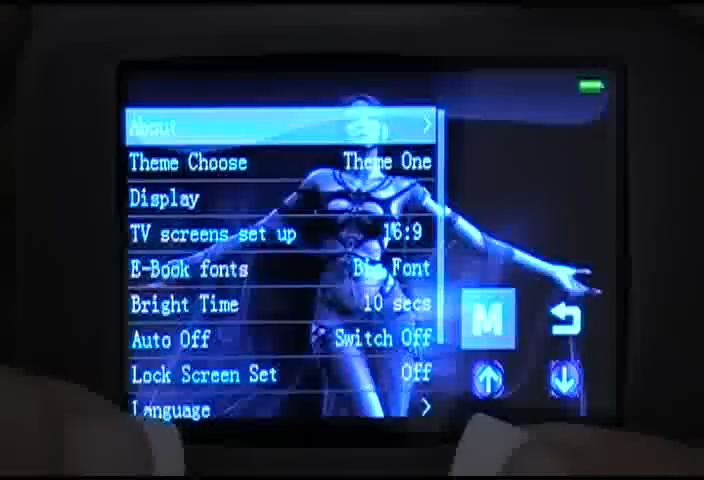 About >
Theme Choose Theme One
Display
TV screens set up 16:9
E-Book fonts Big Font
Bright Time 10 secs
Auto Off Switch Off
Lock Screen Set Off
Language >
M